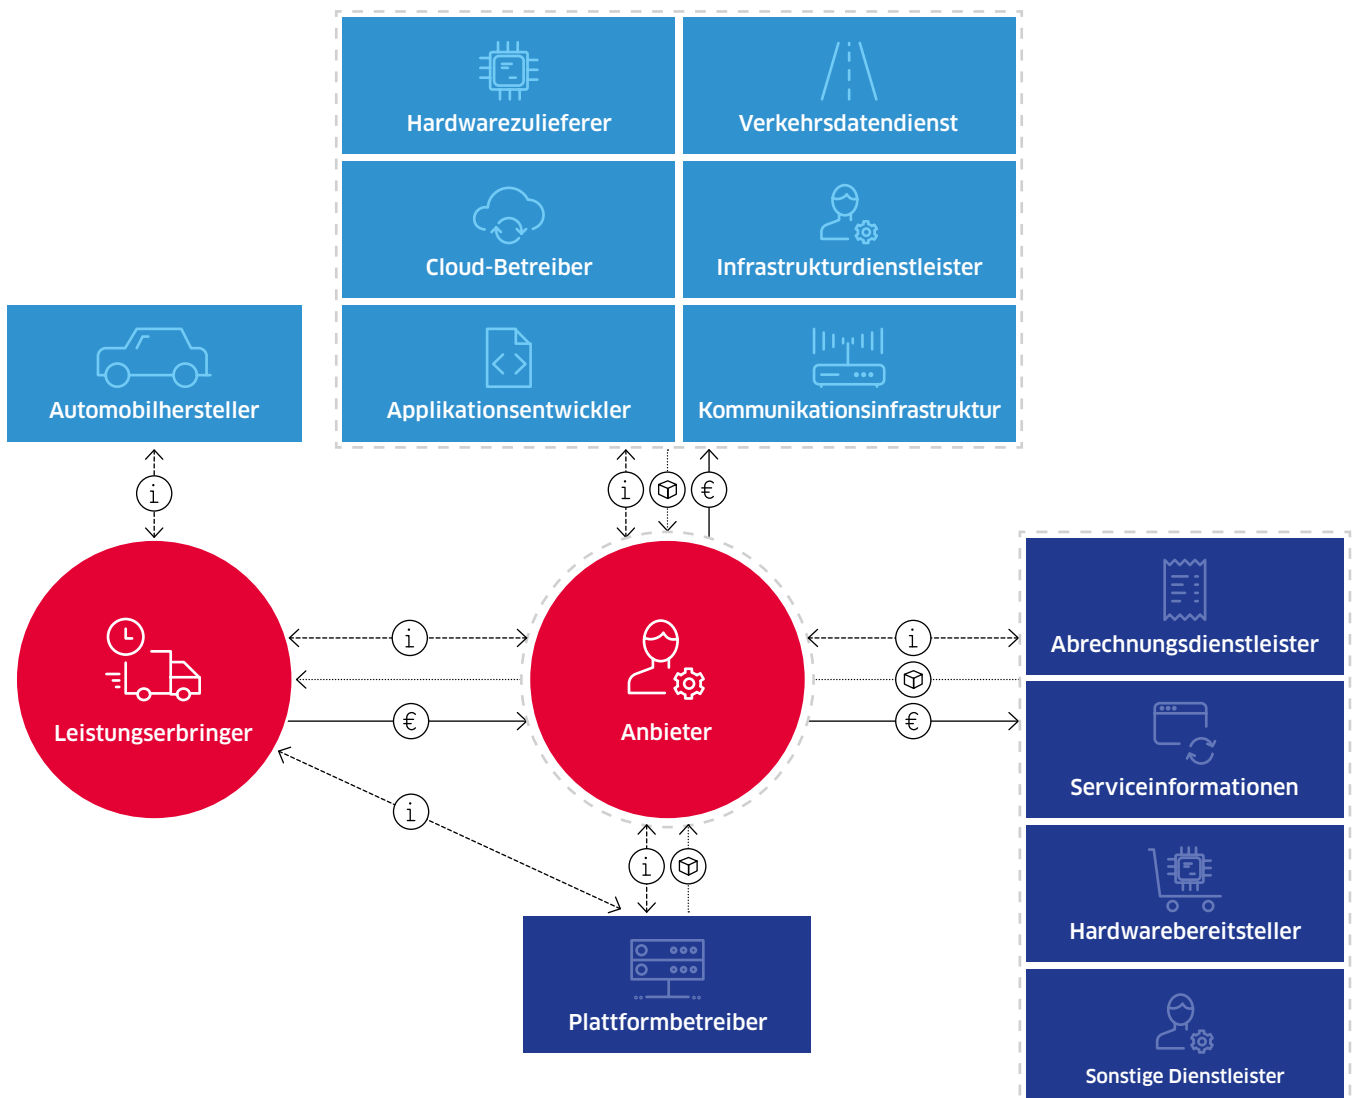 Hardwarezulieferer
Verkehrsdatendienst
Cloud-Betreiber
Infrastrukturdienstleister
Automobilhersteller
Applikationsentwickler
Kommunikationsinfrastruktur
i
i
€
i
i
Abrechnungsdienstleister
Leistungserbringer
€
Anbieter
€
Serviceinformationen
i
i
Hardwarebereitsteller
Plattformbetreiber
Sonstige Dienstleister